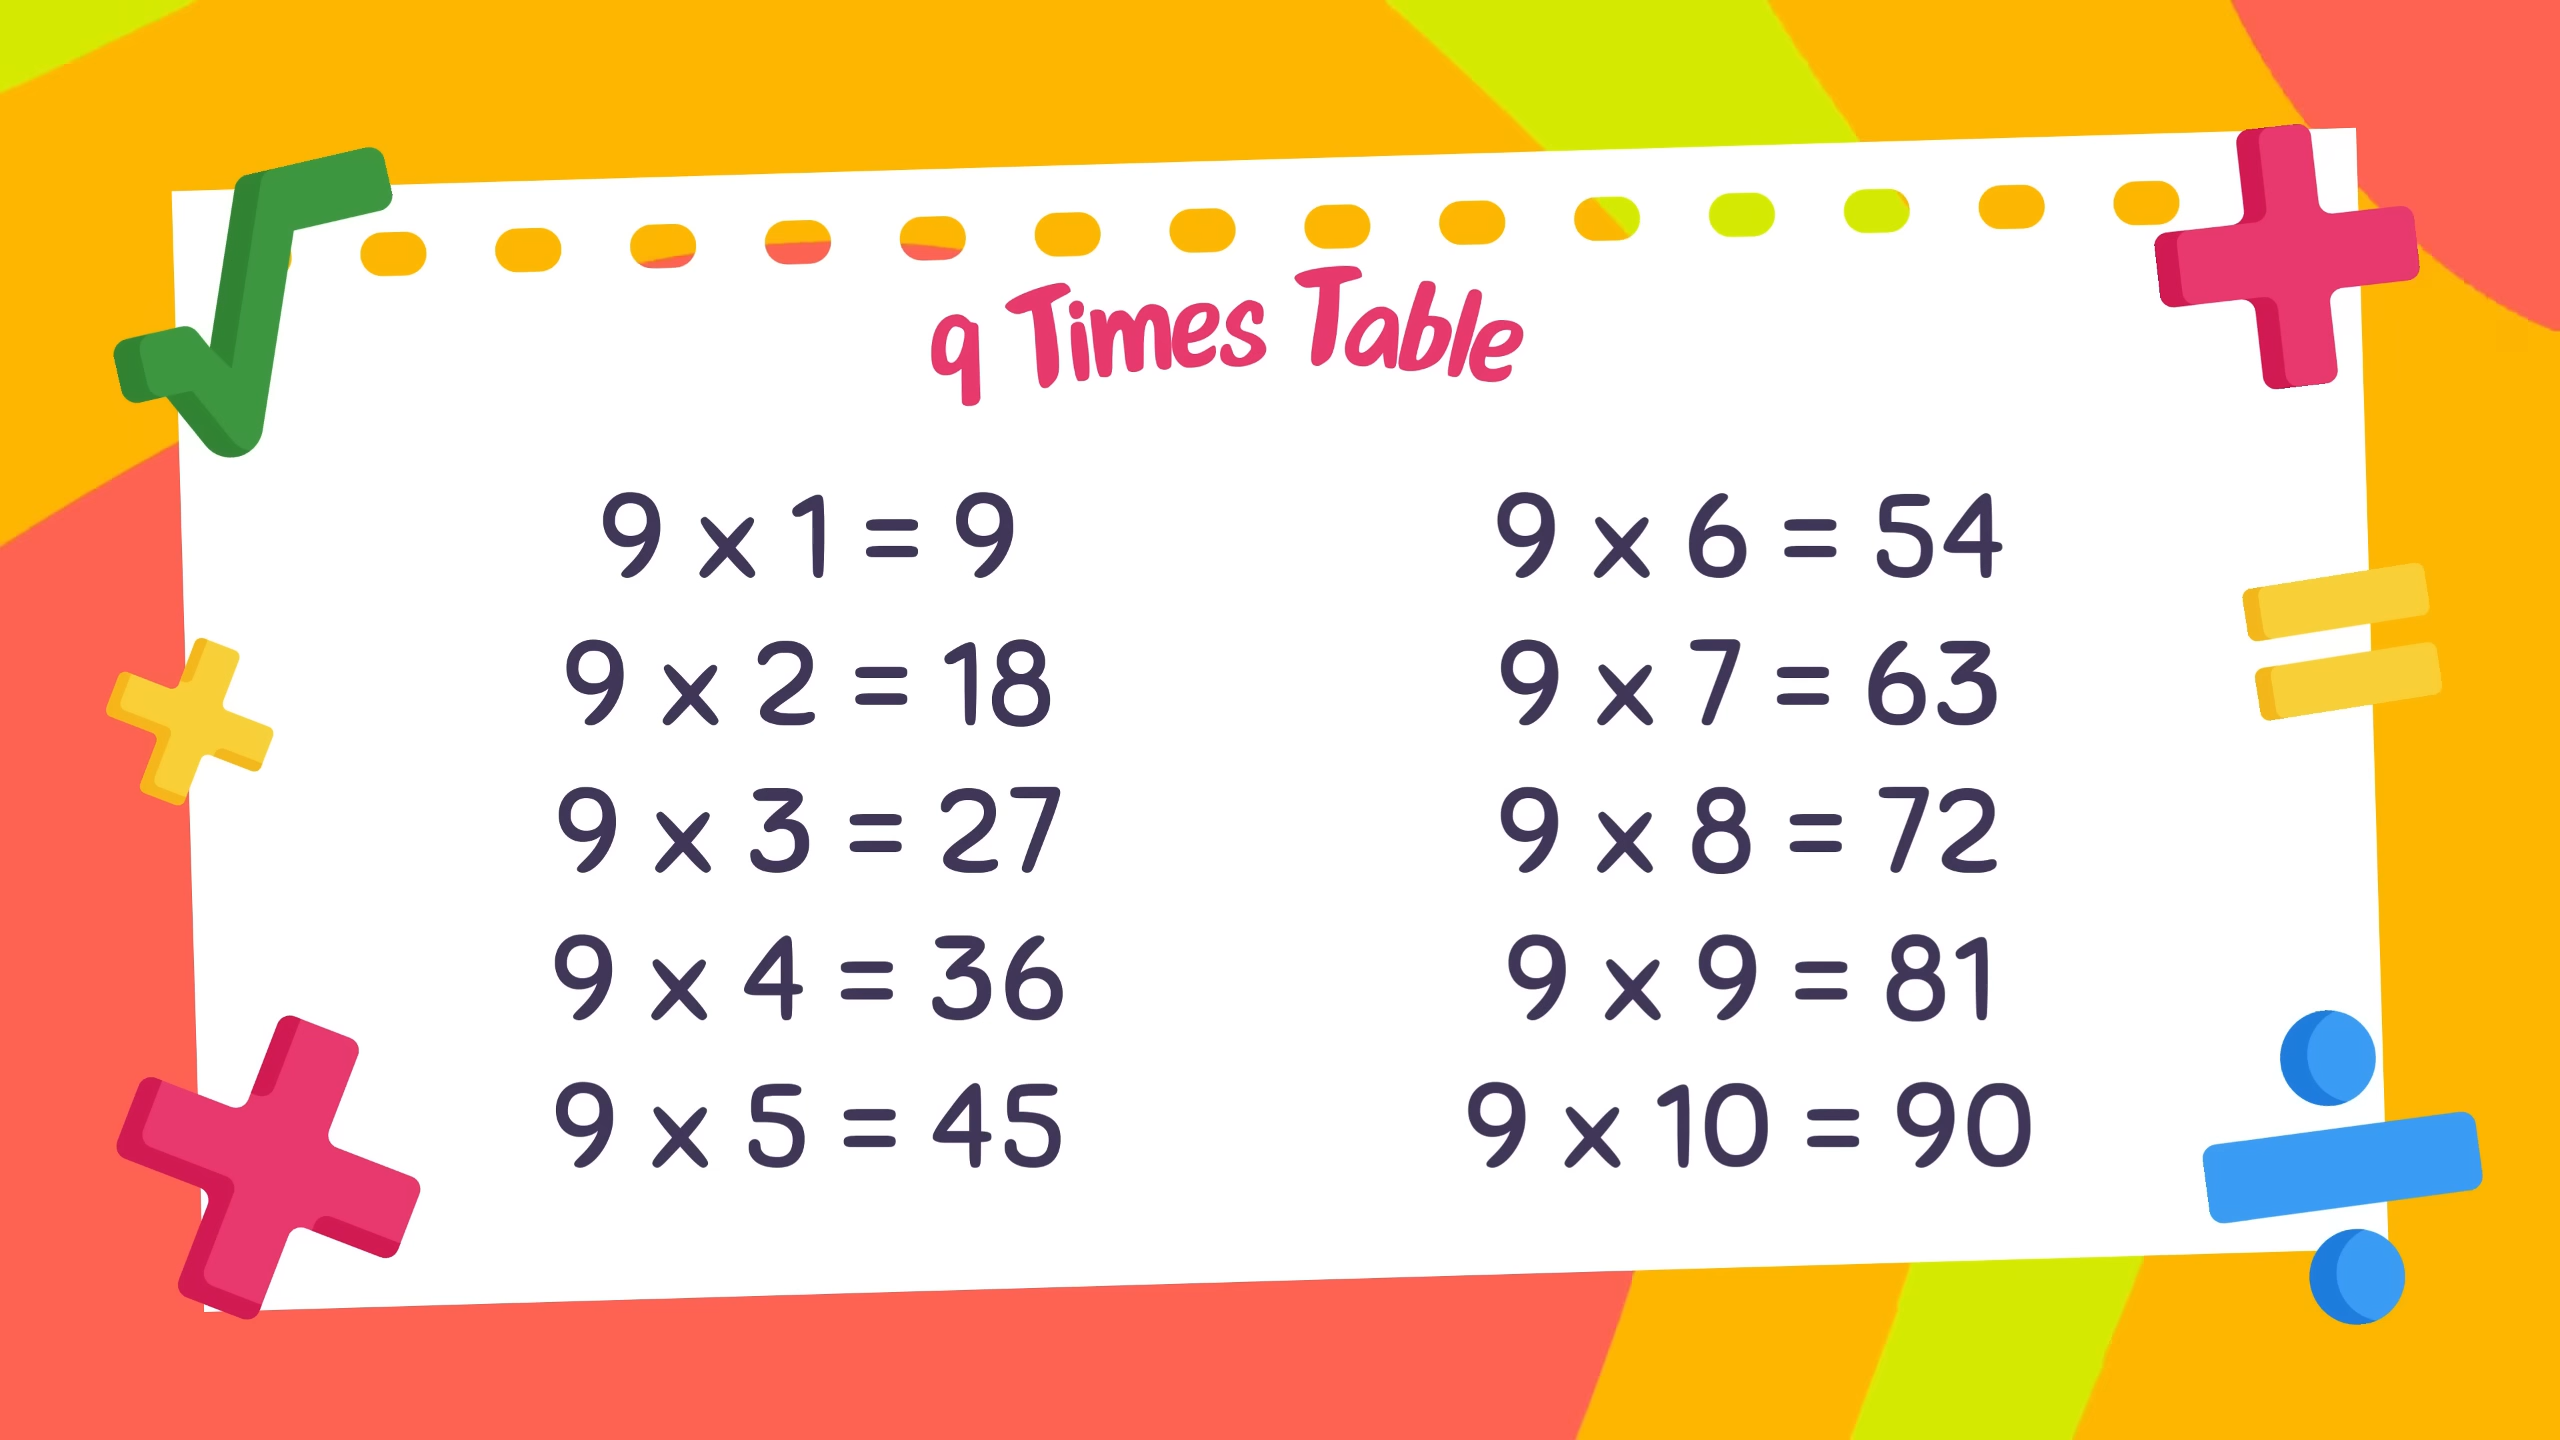 9 Times Table
9 x 1 = 9
9 x 2 = 18
9 x 3 = 27
9 x 4 = 36
9 x 5 = 45
9 x 6 = 54
9 x 7 = 63
9 x 8 = 72
9 x 9 = 81
9 x 10 = 90